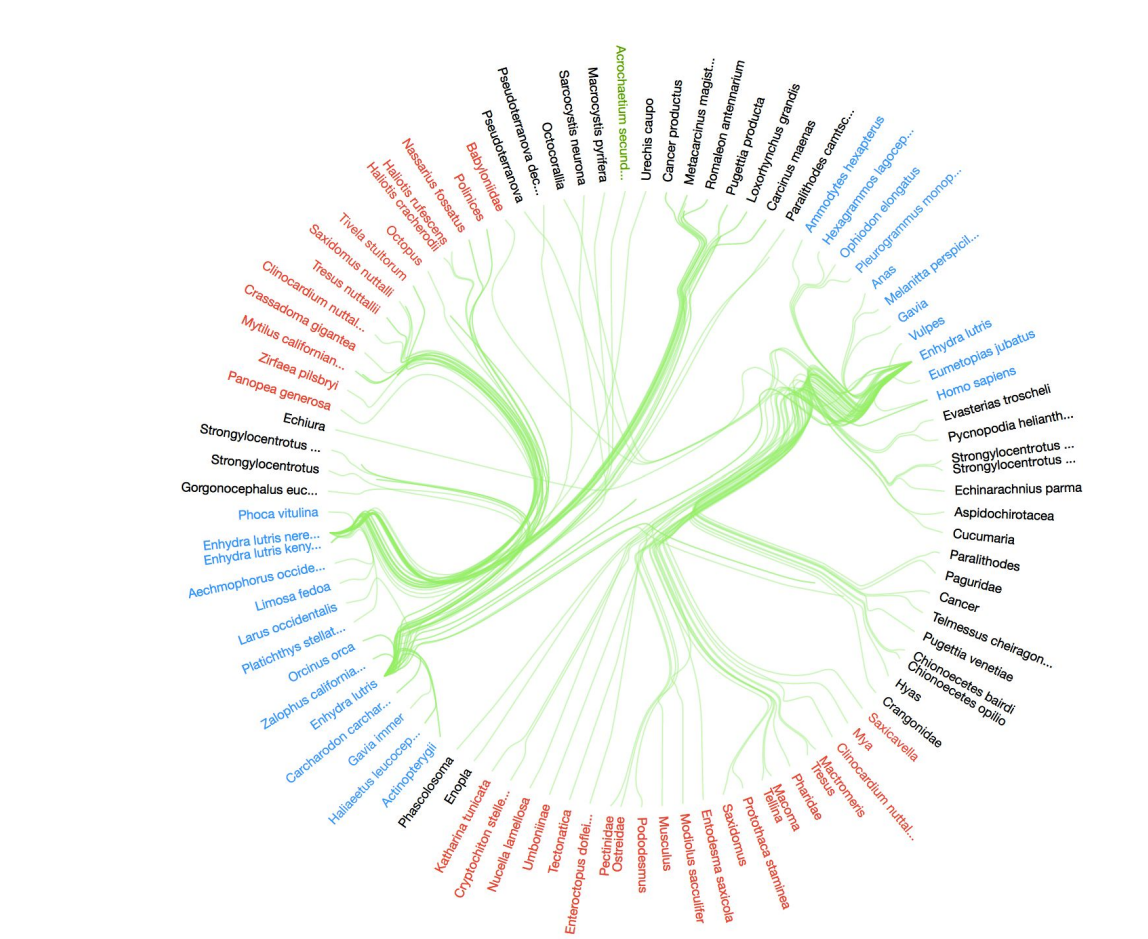 Acrochaetium secund...
Urechis caupo
Cancer productus
Metacarcinus magist...
Romaleon antennarium
Pugettia producta
Loxorhynchus grandis
Carcinus maenas
Paralithodes camtsc...
Ammodytes hexapterus
Hexagrammos lagocep...
Ophiodon elongatus
Pleurogrammus monop...
Anas
Melanitta perspicil...
Gavia
Vulpes
Enhydra lutris
Eumetopias jubatus
Homo sapiens
Evasterias troscheli
Pycnopodia helianth...
Strongylocentrotus ...
Strongylocentrotus ...
Echinarachnius parma
Aspidochirotacea
Cucumaria
Paralithodes
Paguridae
Cancer
Telmessus cheiragon...
Pugettia venetiae
Chionoecetes bairdi
Chionoecetes opilio
Hyas
Crangonidae
Saxicavella
Mya
Clinocardium nuttal...
Mactromeris
Tresus
Pharidae
Macoma
Tellina
Protothaca staminea
Saxidomus
Entodesma saxicola
Modiolus sacculifer
Musculus
Pododesmus
Ostreidae
Pectinidae
Enteroctopus doflei...
Tectonatica
Umboniinae
Nucella lamellosa
Cryptochiton stelle...
Katharina tunicata
Enopla
Phascolosoma
Actinopterygii
Haliaeetus leucocep...
Gavia immer
Carcharodon carchar...
Enhydra lutris
Zalophus california...
Orcinus orca
Platichthys stellat...
Larus occidentalis
Limosa fedoa
Aechmophorus occide...
Enhydra lutris keny...
Enhydra lutris nere...
Phoca vitulina
Gorgonocephalus euc...
Strongylocentrotus
Strongylocentrotus ...
Echiura
Panopea generosa
Zirfaea pilsbryi
Mytilus californian...
Crassadoma gigantea
Clinocardium nuttal...
Tresus nuttallii
Saxidomus nuttalli
Tivela stultorum
Octopus
Haliotis cracherodii
Haliotis rufescens
Nassarius fossatus
Polinices
Babyloniidae
Pseudoterranova
Pseudoterranova dec...
Octocorallia
Sarcocystis neurona
Macrocystis pyrifera